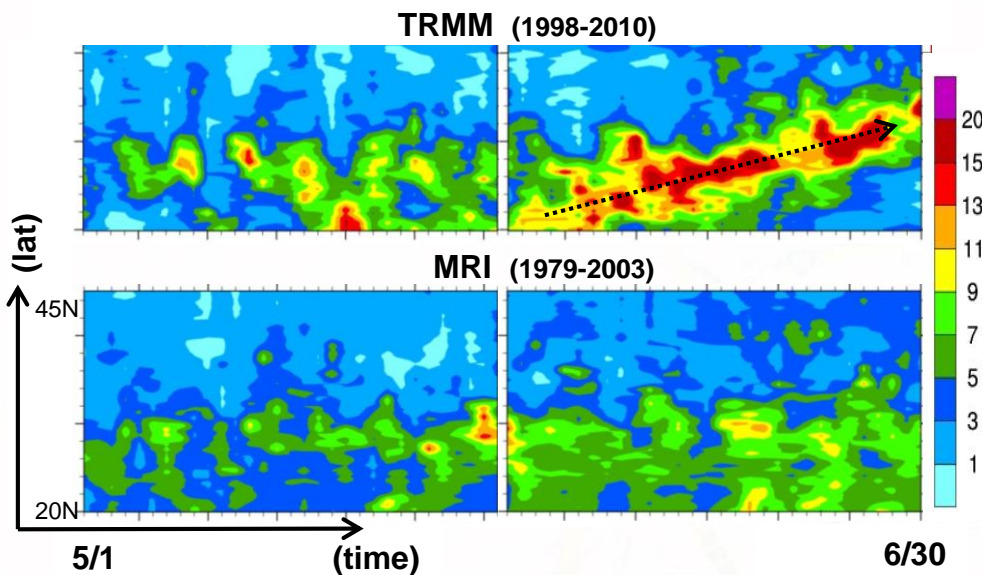 TRMM (1998-2010)
20
15
13
11
9
7
5
3
1
(lat)
MRI (1979-2003)
45N
20N
5/1
(time)
6/30